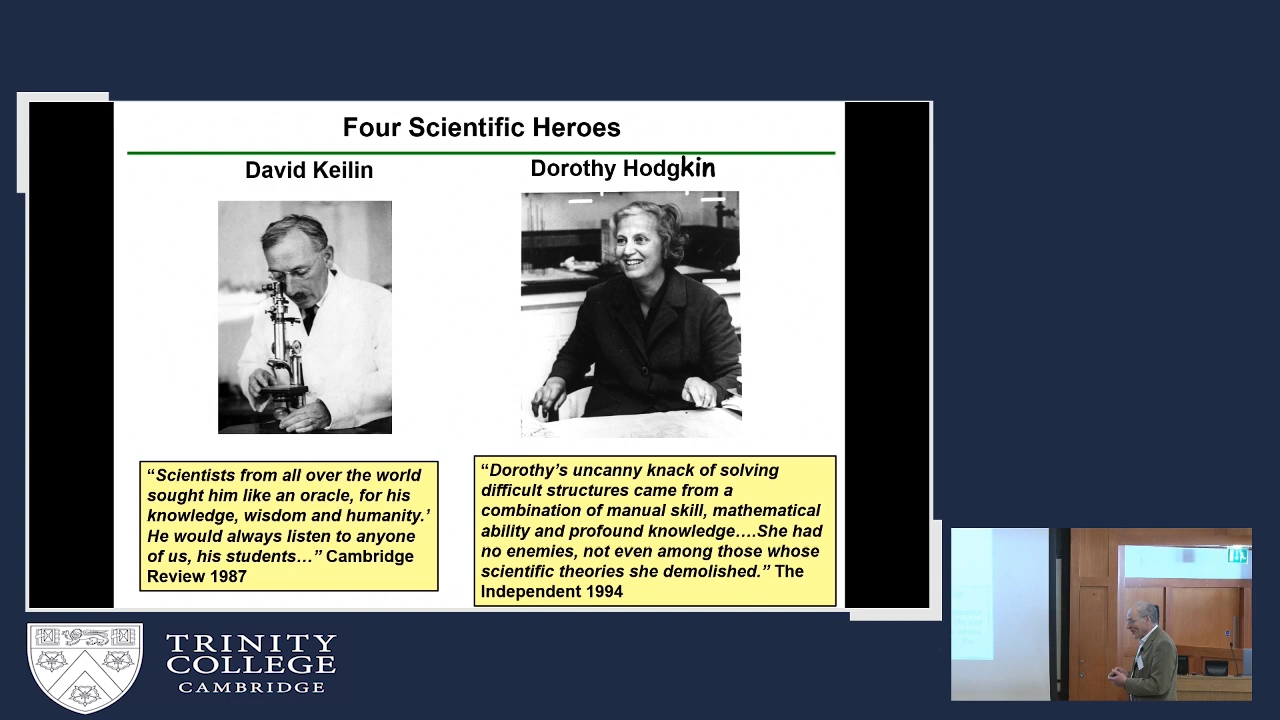 Four Scientific Heroes
David Keilin
Dorothy Hodgkin
“Scientists from all over the world
sought him like an oracle, for his
knowledge, wisdom and humanity.’
He would always listen to anyone
of us, his students…” Cambridge
Review 1987
“Dorothy’s uncanny knack of solving
difficult structures came from a
combination of manual skill, mathematical
ability and profound knowledge….She had
no enemies, not even among those whose
scientific theories she demolished.” The
Independent 1994
TRINITY
COLLEGE
CAMBRIDGE